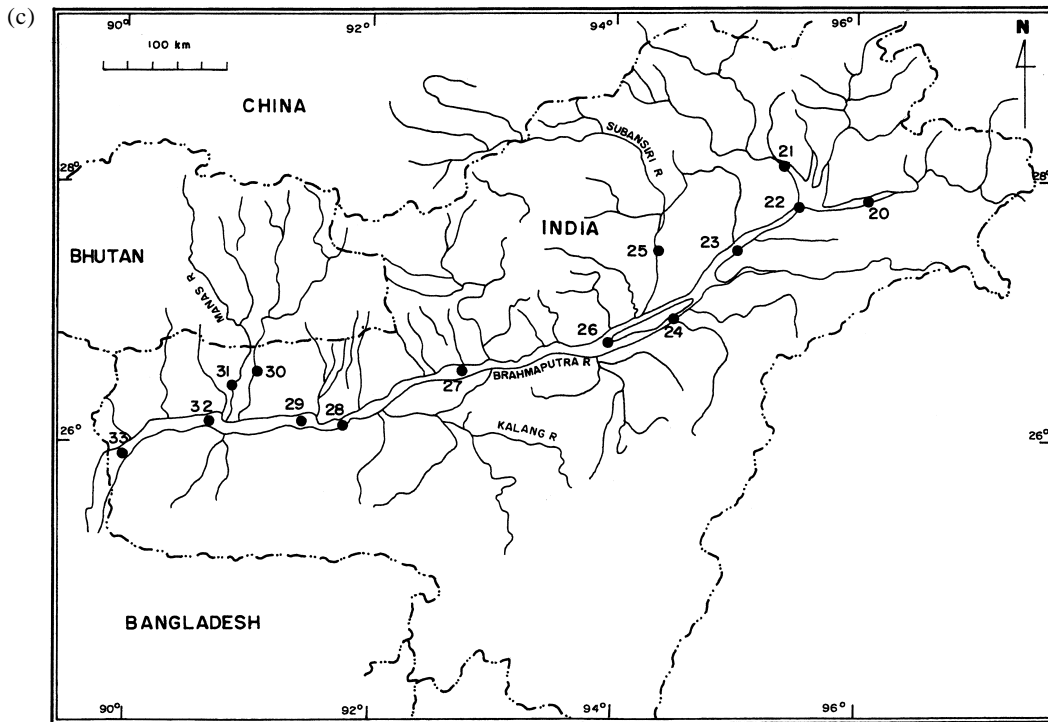 (c)
90° 92° 94° 96°
100 km
N
CHINA
SUBANSIRI R
21
28° 28°
22 20
INDIA
BHUTAN
25 23
MANAS R
26 24
31 30 27
BRAHMAPUTRA R
32 29 28
KALANG R
33 26° 26°
BANGLADESH
90° 92° 94° 96°